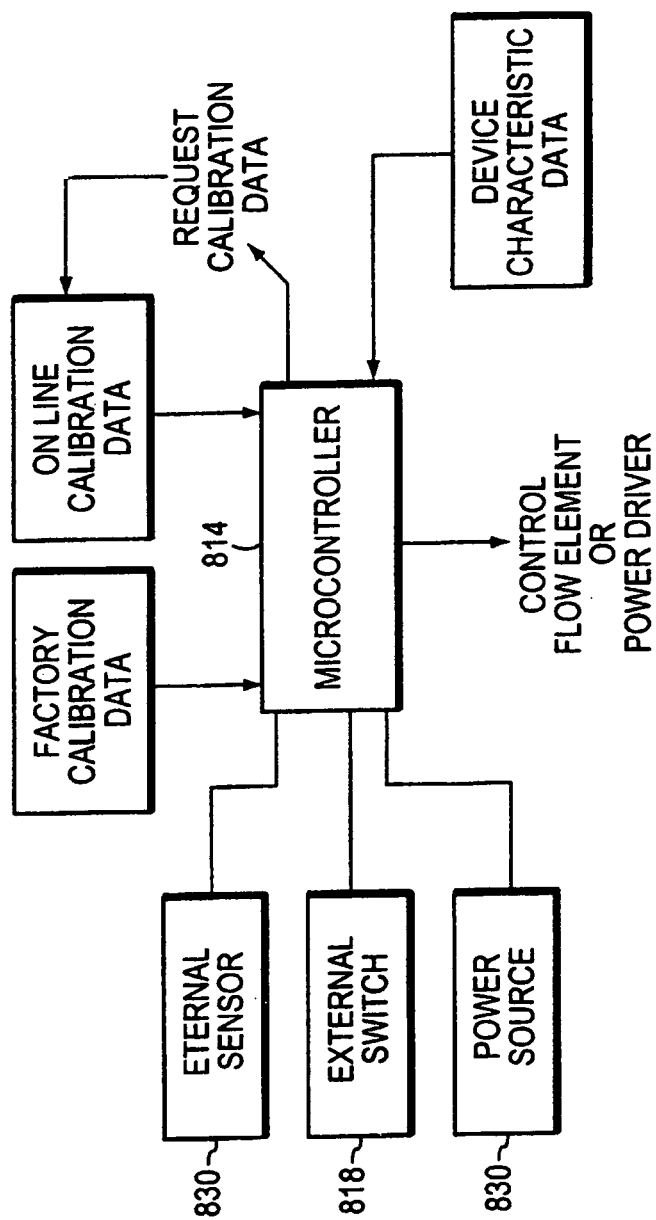 FACTORY
CALIBRATION
DATA
ON LINE
CALIBRATION
DATA
REQUEST
CALIBRATION
DATA
814
MICROCONTROLLER
ETERNAL
SENSOR
830
EXTERNAL
SWITCH
818
POWER
SOURCE
830
CONTROL
FLOW ELEMENT
OR
POWER DRIVER
DEVICE
CHARACTERISTIC
DATA